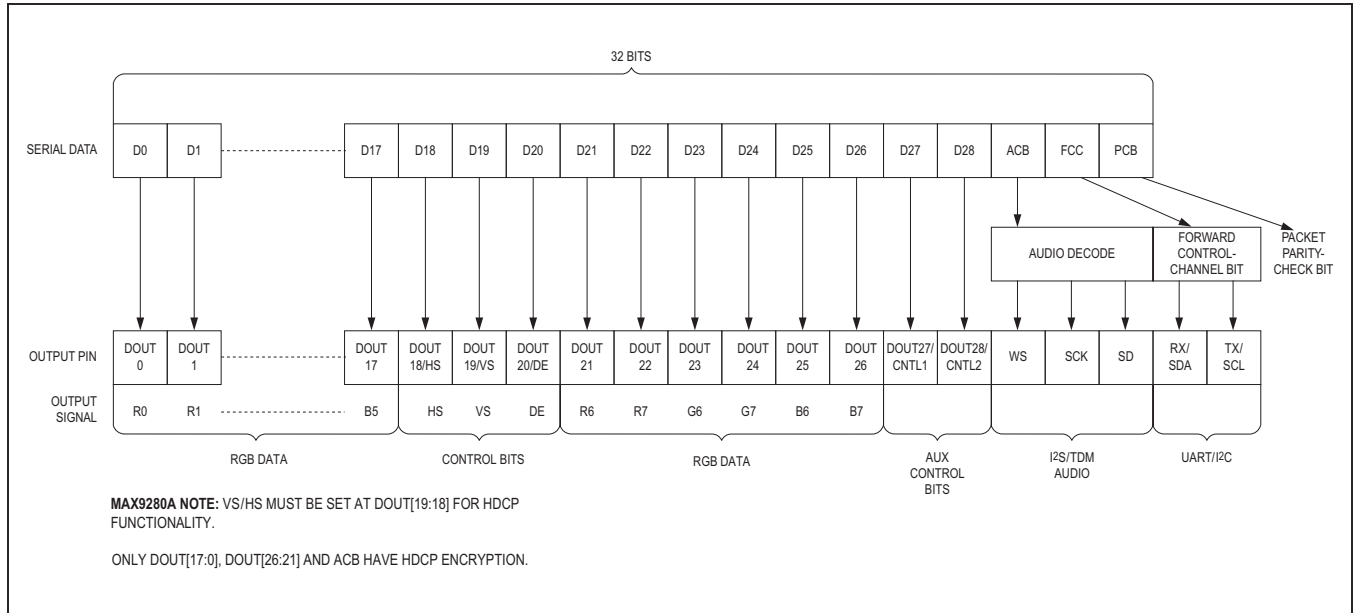 32 BITS
SERIAL DATA D0 D1 D17 D18 D19 D20 D21 D22 D23 D24 D25 D26 D27 D28 ACB FCC PCB
AUDIO DECODE
FORWARD
CONTROL-
CHANNEL BIT
PACKET
PARITY-
CHECK BIT
OUTPUT PIN
DOUT
0
DOUT
1
DOUT
17
DOUT
18/HS
DOUT
19/VS
DOUT
20/DE
DOUT
21
DOUT
22
DOUT
23
DOUT
24
DOUT
25
DOUT
26
DOUT27/
CNTL1
DOUT28/
CNTL2
WS
SCK
SD
RX/
SDA
TX/
SCL
OUTPUT
SIGNAL
R0 R1 B5 HS VS DE R6 R7 G6 G7 B6 B7
RGB DATA
CONTROL BITS
RGB DATA
AUX
CONTROL
BITS
I2S/TDM
AUDIO
UART/I2C
MAX9280A NOTE: VS/HS MUST BE SET AT DOUT[19:18] FOR HDCP
FUNCTIONALITY.
ONLY DOUT[17:0], DOUT[26:21] AND ACB HAVE HDCP ENCRYPTION.